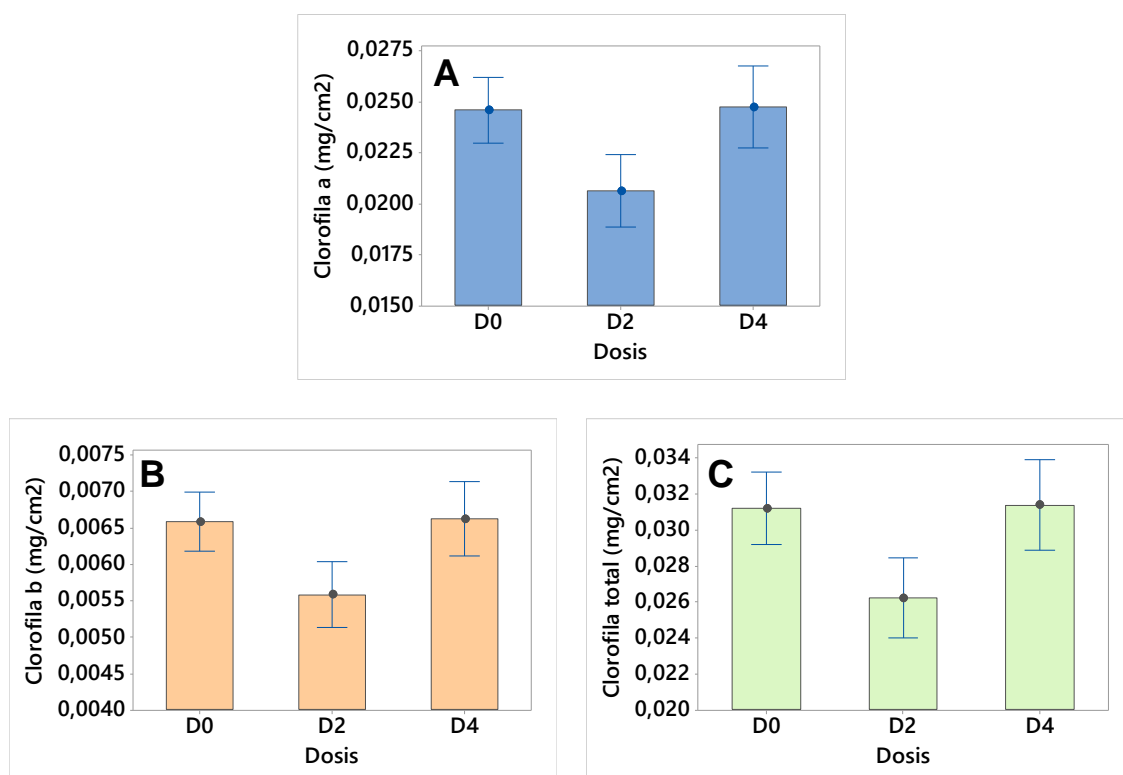 A
Clorofila a (mg/cm2)
0,0275
0,0250
0,0225
0,0200
0,0175
0,0150
D0 D2 D4
Dosis
B
Clorofila b (mg/cm2)
0,0075
0,0070
0,0065
0,0060
0,0055
0,0050
0,0045
0,0040
D0 D2 D4
Dosis
C
Clorofila total (mg/cm2)
0,034
0,032
0,030
0,028
0,026
0,024
0,022
0,020
D0 D2 D4
Dosis